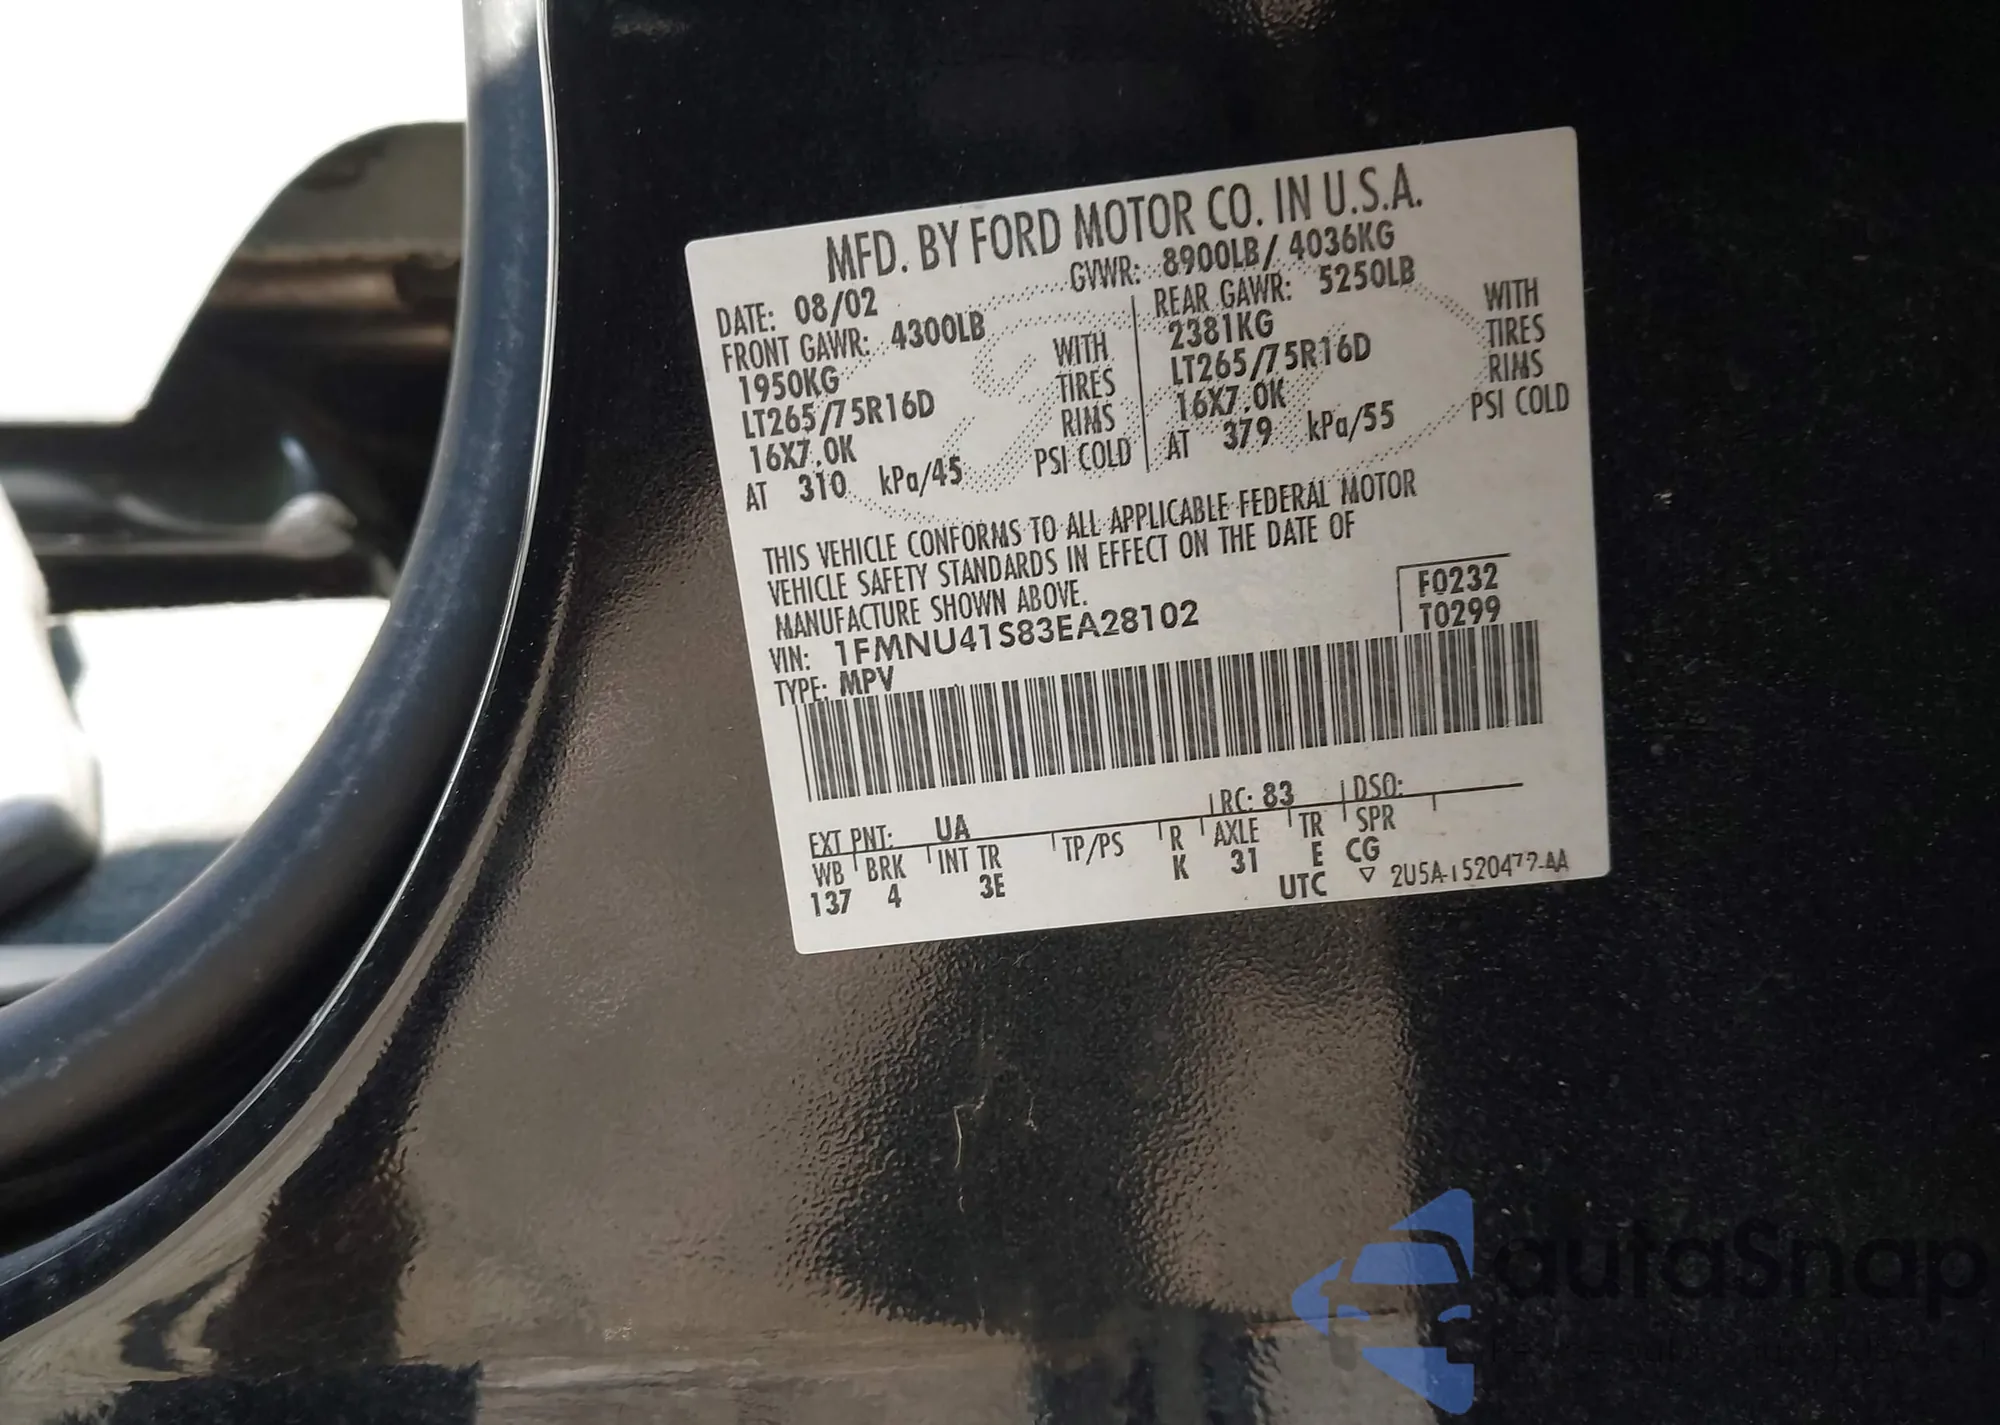 MFD. BY FORD MOTOR CO. IN U.S.A.
DATE: 08/02 GVWR: 8900LB/ 4036KG
FRONT GAWR: 4300LB REAR GAWR: 5250LB
1950KG WITH 2381KG WITH
LT265/75R16D TIRES LT265/75R16D TIRES
16X7.0K RIMS 16X7.0K RIMS
AT 310 kPa/45 PSI COLD AT 379 kPa/55 PSI COLD
THIS VEHICLE CONFORMS TO ALL APPLICABLE FEDERAL MOTOR
VEHICLE SAFETY STANDARDS IN EFFECT ON THE DATE OF
MANUFACTURE SHOWN ABOVE.
F0232
T0299
VIN: 1FMNU41S83EA28102
TYPE: MPV
EXT PNT: UA RC: 83 DSO:
WB BRK INT TR TP/PS R AXLE TR SPR
137 4 3E K 31 E CG
UTC ▽ 2U5A-1520472-AA
autosnap